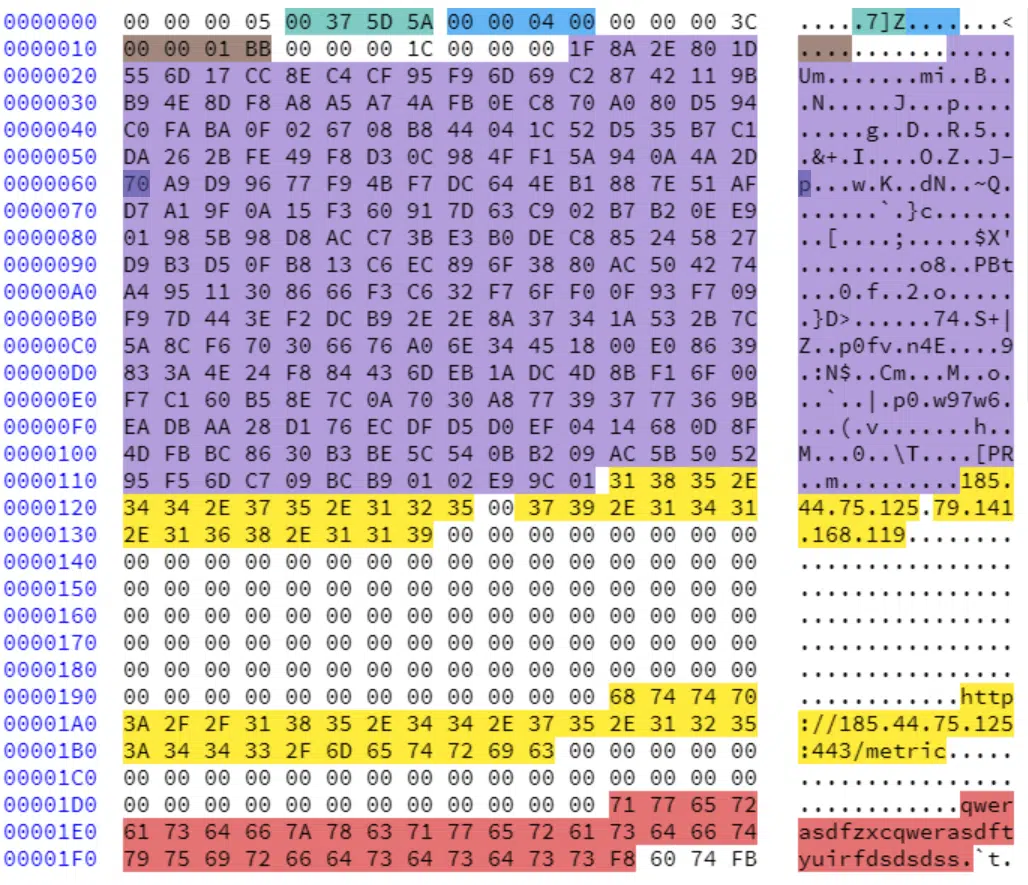 0000000 00 00 00 05 00 37 5D 5A 00 00 04 00 00 00 00 3C .....7]Z.......<
0000010 00 00 01 BB 00 00 00 1C 00 00 00 1F 8A 2E 80 1D ................
0000020 55 6D 17 CC 8E C4 CF 95 F9 6D 69 C2 87 42 11 9B Um.......mi..B..
0000030 B9 4E 8D F8 A8 A5 A7 4A FB 0E C8 70 A0 80 D5 94 .N.....J...p....
0000040 C0 FA BA 0F 02 67 08 B8 44 04 1C 52 D5 35 B7 C1 .....g..D..R.5..
0000050 DA 26 2B FE 49 F8 D3 0C 98 4F F1 5A 94 0A 4A 2D .&+.I....O.Z..J-
0000060 70 A9 D9 96 77 F9 4B F7 DC 64 4E B1 88 7E 51 AF p...w.K..dN..~Q.
0000070 D7 A1 9F 0A 15 F3 60 91 7D 63 C9 02 B7 B2 0E E9 ......`.}c......
0000080 01 98 5B 98 D8 AC C7 3B E3 B0 DE C8 85 24 58 27 ..[....;.....$X'
0000090 D9 B3 D5 0F B8 13 C6 EC 89 6F 38 80 AC 50 42 74 .........o8..PBt
00000A0 A4 95 11 30 86 66 F3 C6 32 F7 6F F0 0F 93 F7 09 ...0.f..2.o.....
00000B0 F9 7D 44 3E F2 DC B9 2E 2E 8A 37 34 1A 53 2B 7C .}D>......74.S+|
00000C0 5A 8C F6 70 30 66 76 A0 6E 34 45 18 00 E0 86 39 Z..p0fv.n4E....9
00000D0 83 3A 4E 24 F8 84 43 6D EB 1A DC 4D 8B F1 6F 00 .:N$..Cm...M..o.
00000E0 F7 C1 60 B5 8E 7C 0A 70 30 A8 77 39 37 77 36 9B ..`..|.p0.w97w6.
00000F0 EA DB AA 28 D1 76 EC DF D5 D0 EF 04 14 68 0D 8F ...(.v.......h..
0000100 4D FB BC 86 30 B3 BE 5C 54 0B B2 09 AC 5B 50 52 M...0..\T....[PR
0000110 95 F5 6D C7 09 BC B9 01 02 E9 9C 01 31 38 35 2E ..m.........185.
0000120 34 34 2E 37 35 2E 31 32 35 00 37 39 2E 31 34 31 44.75.125.79.141
0000130 2E 31 36 38 2E 31 31 39 00 00 00 00 00 00 00 00 .168.119........
0000140 00 00 00 00 00 00 00 00 00 00 00 00 00 00 00 00 ................
0000150 00 00 00 00 00 00 00 00 00 00 00 00 00 00 00 00 ................
0000160 00 00 00 00 00 00 00 00 00 00 00 00 00 00 00 00 ................
0000170 00 00 00 00 00 00 00 00 00 00 00 00 00 00 00 00 ................
0000180 00 00 00 00 00 00 00 00 00 00 00 00 00 00 00 00 ................
0000190 00 00 00 00 00 00 00 00 00 00 00 00 68 74 74 70 ............http
00001A0 3A 2F 2F 31 38 35 2E 34 34 2E 37 35 2E 31 32 35 ://185.44.75.125
00001B0 3A 34 34 33 2F 6D 65 74 72 69 63 00 00 00 00 00 :443/metric.....
00001C0 00 00 00 00 00 00 00 00 00 00 00 00 00 00 00 00 ................
00001D0 00 00 00 00 00 00 00 00 00 00 00 00 71 77 65 72 ............qwer
00001E0 61 73 64 66 7A 78 63 71 77 65 72 61 73 64 66 74 asdfzxcqwerasdft
00001F0 79 75 69 72 66 64 73 64 73 64 73 73 F8 60 74 FB yuirfdsdsdss.`t.